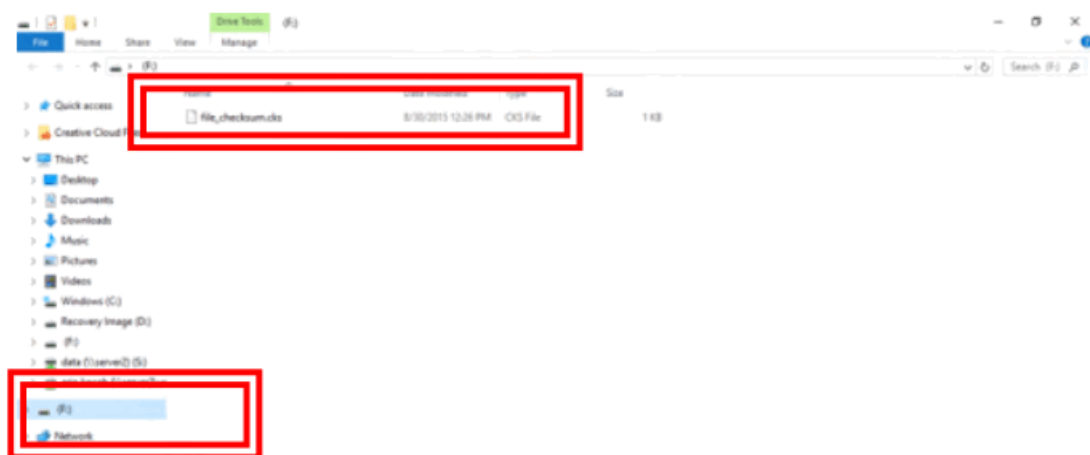 Drive Tools (F:)
File Home Share View Manage
(F:)
Search (F:)
Name Date modified Type Size
file_checksum.cks 8/30/2015 12:26 PM CKS File 1 KB
Quick access
Creative Cloud
This PC
Desktop
Documents
Downloads
Music
Pictures
Videos
Windows (C:)
Recovery Image (D:)
(F:)
data (\\server2) (S:)
(F:)
Network